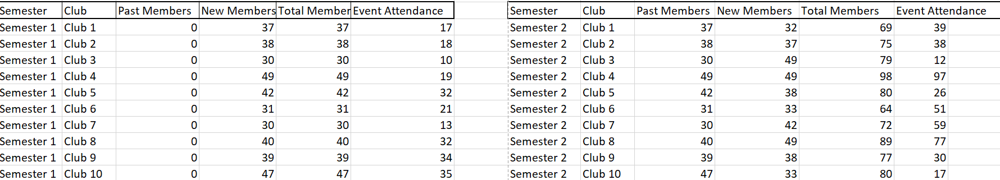 Semester Club Past Members New Members Total Member Event Attendance Semester Club Past Members New Members Total Members Event Attendance
Semester 1 Club 1 0 37 37 17 Semester 2 Club 1 37 32 69 39
Semester 1 Club 2 0 38 38 18 Semester 2 Club 2 38 37 75 38
Semester 1 Club 3 0 30 30 10 Semester 2 Club 3 30 49 79 12
Semester 1 Club 4 0 49 49 19 Semester 2 Club 4 49 49 98 97
Semester 1 Club 5 0 42 42 32 Semester 2 Club 5 42 38 80 26
Semester 1 Club 6 0 31 31 21 Semester 2 Club 6 31 33 64 51
Semester 1 Club 7 0 30 30 13 Semester 2 Club 7 30 42 72 59
Semester 1 Club 8 0 40 40 32 Semester 2 Club 8 40 49 89 77
Semester 1 Club 9 0 39 39 34 Semester 2 Club 9 39 38 77 30
Semester 1 Club 10 0 47 47 35 Semester 2 Club 10 47 33 80 17